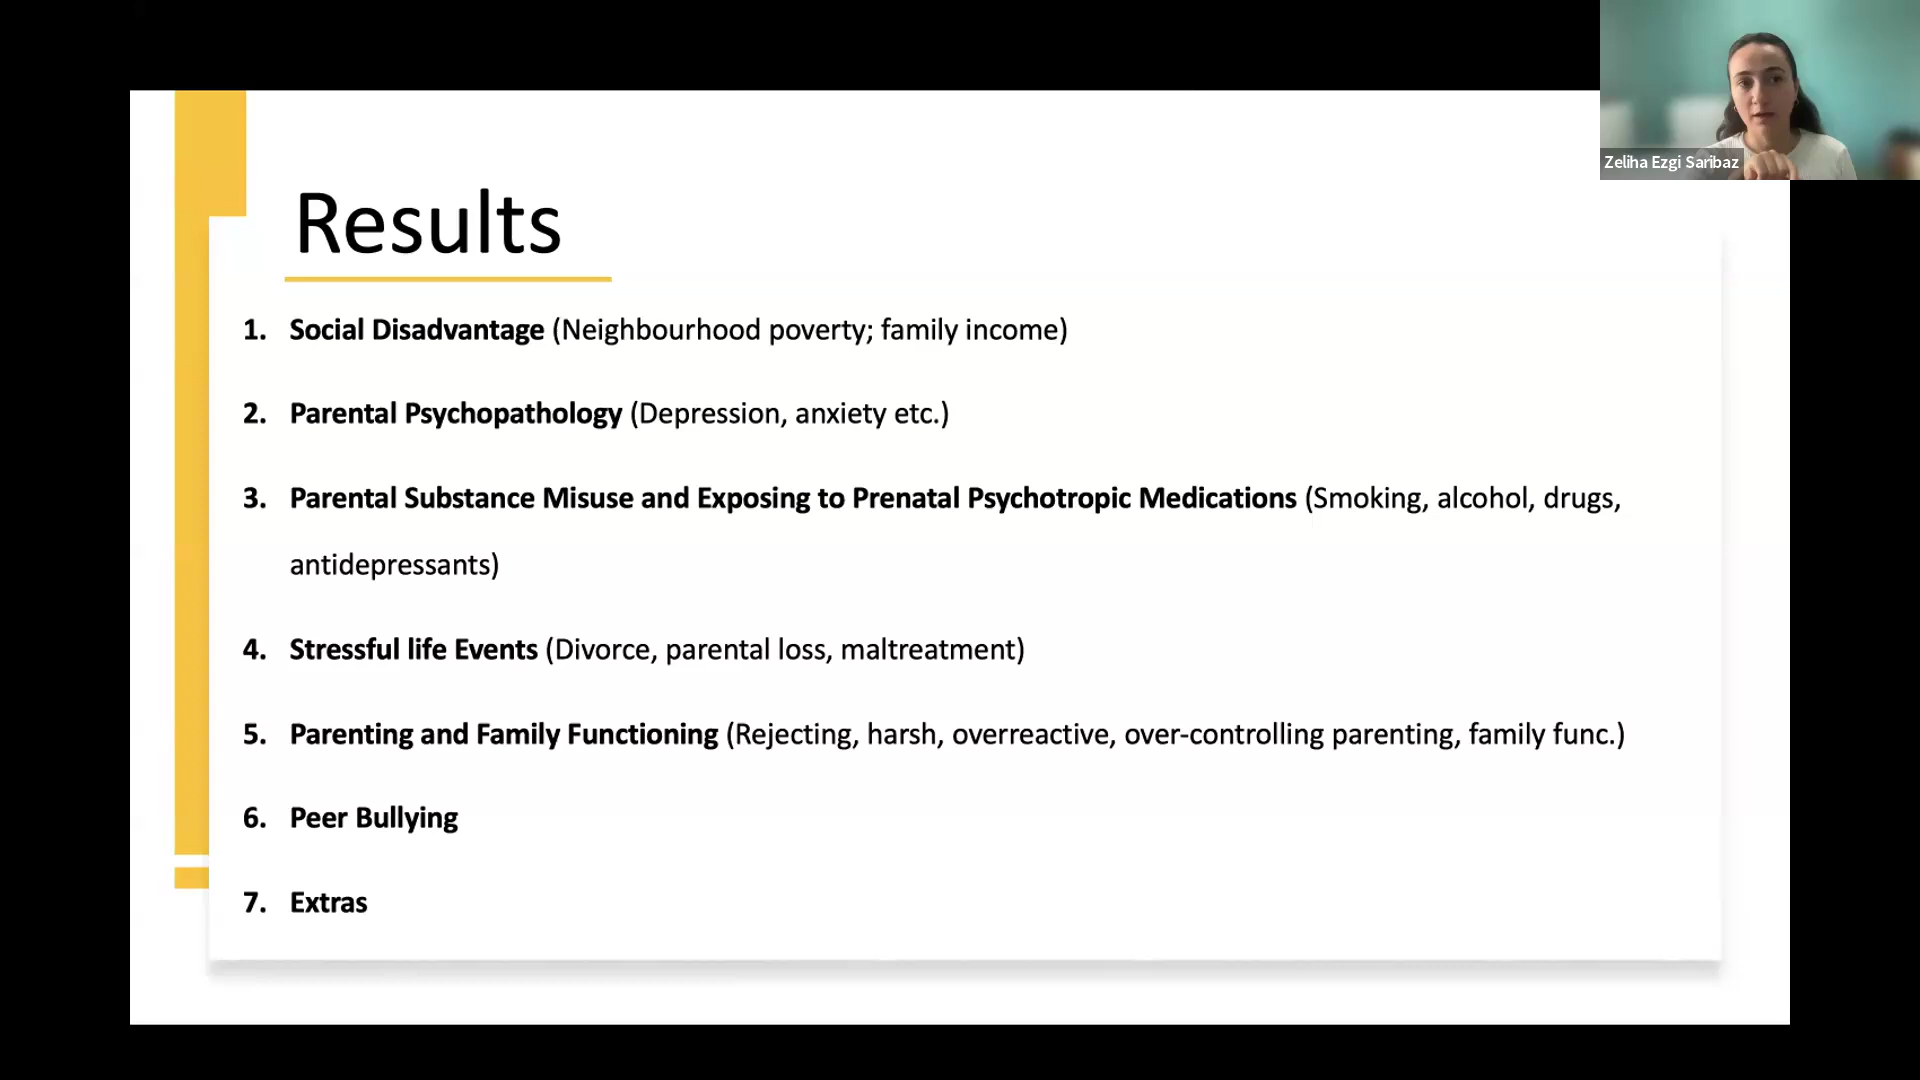 Zeliha Ezgi Saribaz
Results
1. Social Disadvantage (Neighbourhood poverty; family income)
2. Parental Psychopathology (Depression, anxiety etc.)
3. Parental Substance Misuse and Exposing to Prenatal Psychotropic Medications (Smoking, alcohol, drugs,
antidepressants)
4. Stressful life Events (Divorce, parental loss, maltreatment)
5. Parenting and Family Functioning (Rejecting, harsh, overreactive, over-controlling parenting, family func.)
6. Peer Bullying
7. Extras